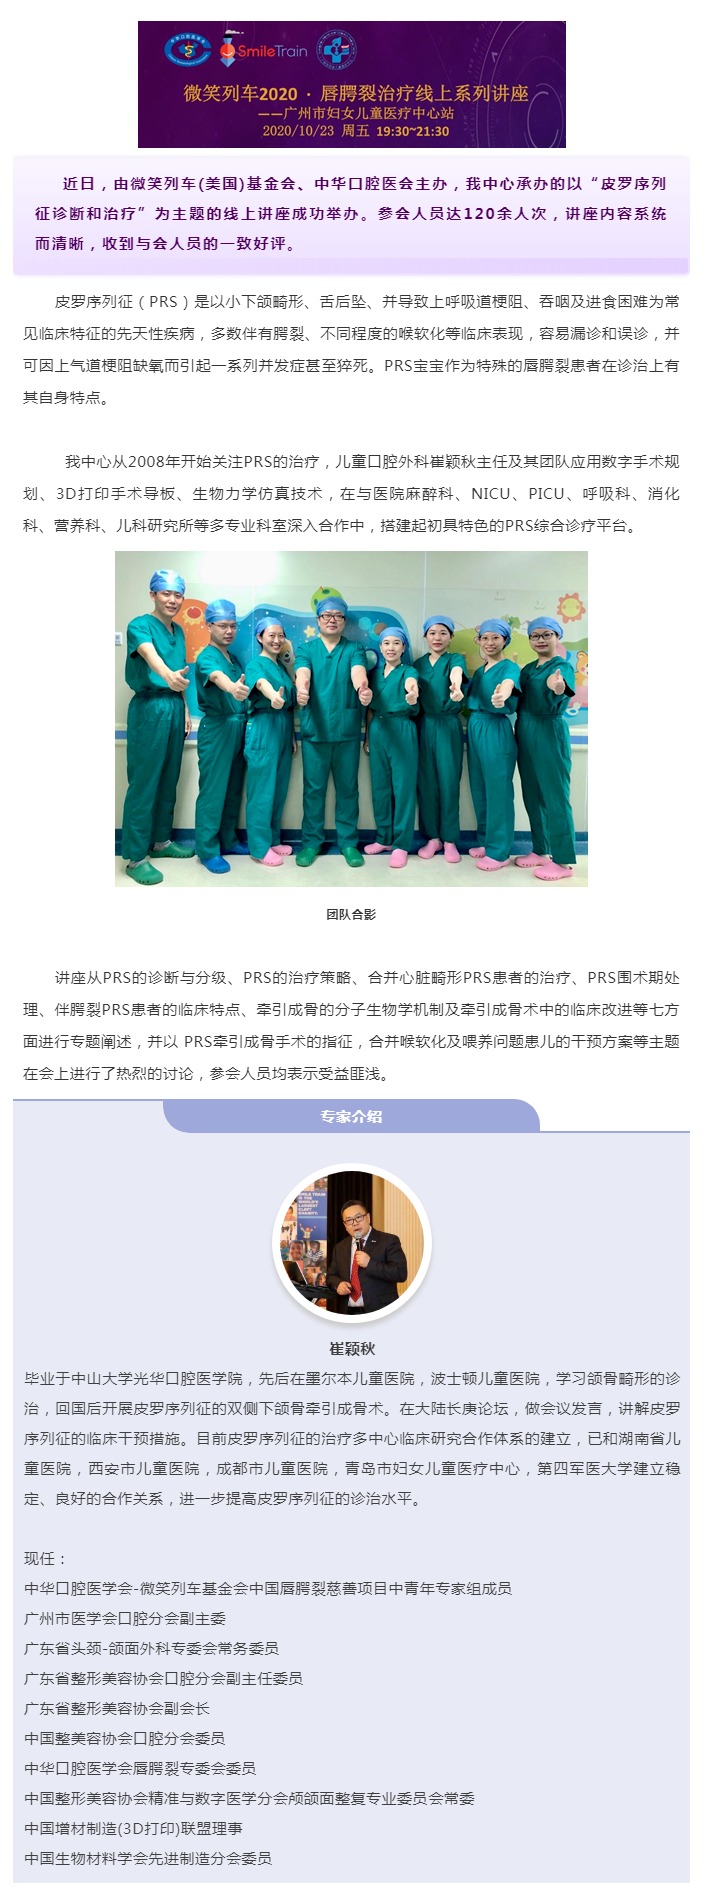 SmileTrain
微笑列车2020 · 唇腭裂治疗线上系列讲座
——广州市妇女儿童医疗中心站
2020/10/23 周五 19:30~21:30
近日，由微笑列车(美国)基金会、中华口腔医会主办，我中心承办的以“皮罗序列
征诊断和治疗”为主题的线上讲座成功举办。参会人员达120余人次，讲座内容系统
而清晰，收到与会人员的一致好评。
皮罗序列征（PRS）是以小下颌畸形、舌后坠、并导致上呼吸道梗阻、吞咽及进食困难为常
见临床特征的先天性疾病，多数伴有腭裂、不同程度的喉软化等临床表现，容易漏诊和误诊，并
可因上气道梗阻缺氧而引起一系列并发症甚至猝死。PRS宝宝作为特殊的唇腭裂患者在诊治上有
其自身特点。
我中心从2008年开始关注PRS的治疗，儿童口腔外科崔颖秋主任及其团队应用数字手术规
划、3D打印手术导板、生物力学仿真技术，在与医院麻醉科、NICU、PICU、呼吸科、消化
科、营养科、儿科研究所等多专业科室深入合作中，搭建起初具特色的PRS综合诊疗平台。
团队合影
讲座从PRS的诊断与分级、PRS的治疗策略、合并心脏畸形PRS患者的治疗、PRS围术期处
理、伴腭裂PRS患者的临床特点、牵引成骨的分子生物学机制及牵引成骨术中的临床改进等七方
面进行专题阐述，并以 PRS牵引成骨手术的指征，合并喉软化及喂养问题患儿的干预方案等主题
在会上进行了热烈的讨论，参会人员均表示受益匪浅。
专家介绍
SMILE TRAIN
IS THE
WORLD'S
LARGEST
CLEFT
CHARITY.
崔颖秋
毕业于中山大学光华口腔医学院，先后在墨尔本儿童医院，波士顿儿童医院，学习颌骨畸形的诊
治，回国后开展皮罗序列征的双侧下颌骨牵引成骨术。在大陆长庚论坛，做会议发言，讲解皮罗
序列征的临床干预措施。目前皮罗序列征的治疗多中心临床研究合作体系的建立，已和湖南省儿
童医院，西安市儿童医院，成都市儿童医院，青岛市妇女儿童医疗中心，第四军医大学建立稳
定、良好的合作关系，进一步提高皮罗序列征的诊治水平。
现任：
中华口腔医学会-微笑列车基金会中国唇腭裂慈善项目中青年专家组成员
广州市医学会口腔分会副主委
广东省头颈-颌面外科专委会常务委员
广东省整形美容协会口腔分会副主任委员
广东省整形美容协会副会长
中国整美容协会口腔分会委员
中华口腔医学会唇腭裂专委会委员
中国整形美容协会精准与数字医学分会颅颌面整复专业委员会常委
中国增材制造(3D打印)联盟理事
中国生物材料学会先进制造分会委员